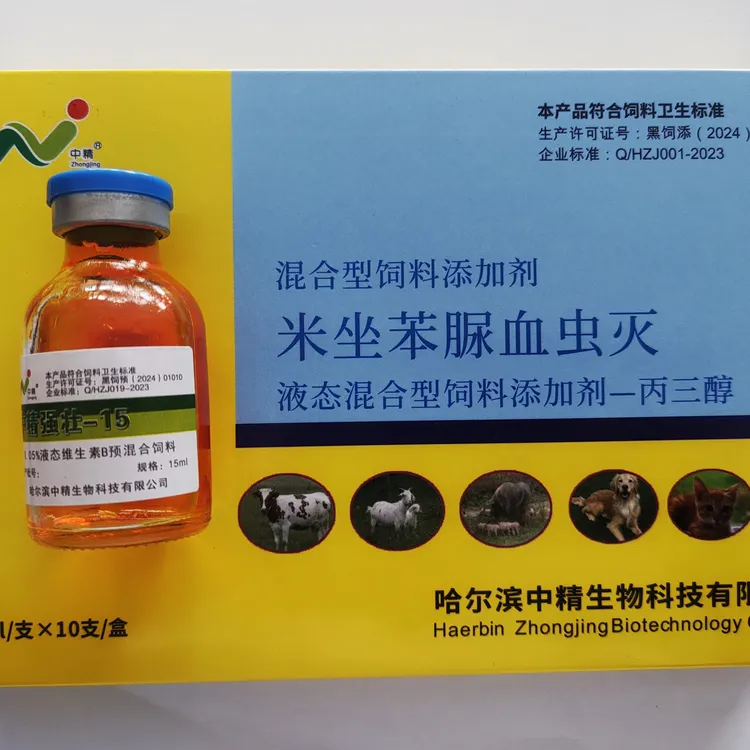 中精®
Zhongjing
本产品符合饲料卫生标准
生产许可证号：黑饲添（2024）
企业标准：Q/HZJ001-2023
混合型饲料添加剂
米坐苯脲血虫灭
液态混合型饲料添加剂—丙三醇
本产品符合饲料卫生标准
生产许可证号：黑饲预（2024）01010
企业标准：Q/HZJ019-2023
中精
强壮-15
05%液态维生素B预混合饲料
号：
规格：15ml
哈尔滨中精生物科技有限公司
l/支×10支/盒
哈尔滨中精生物科技有限
Haerbin ZhongjingBiotechnology